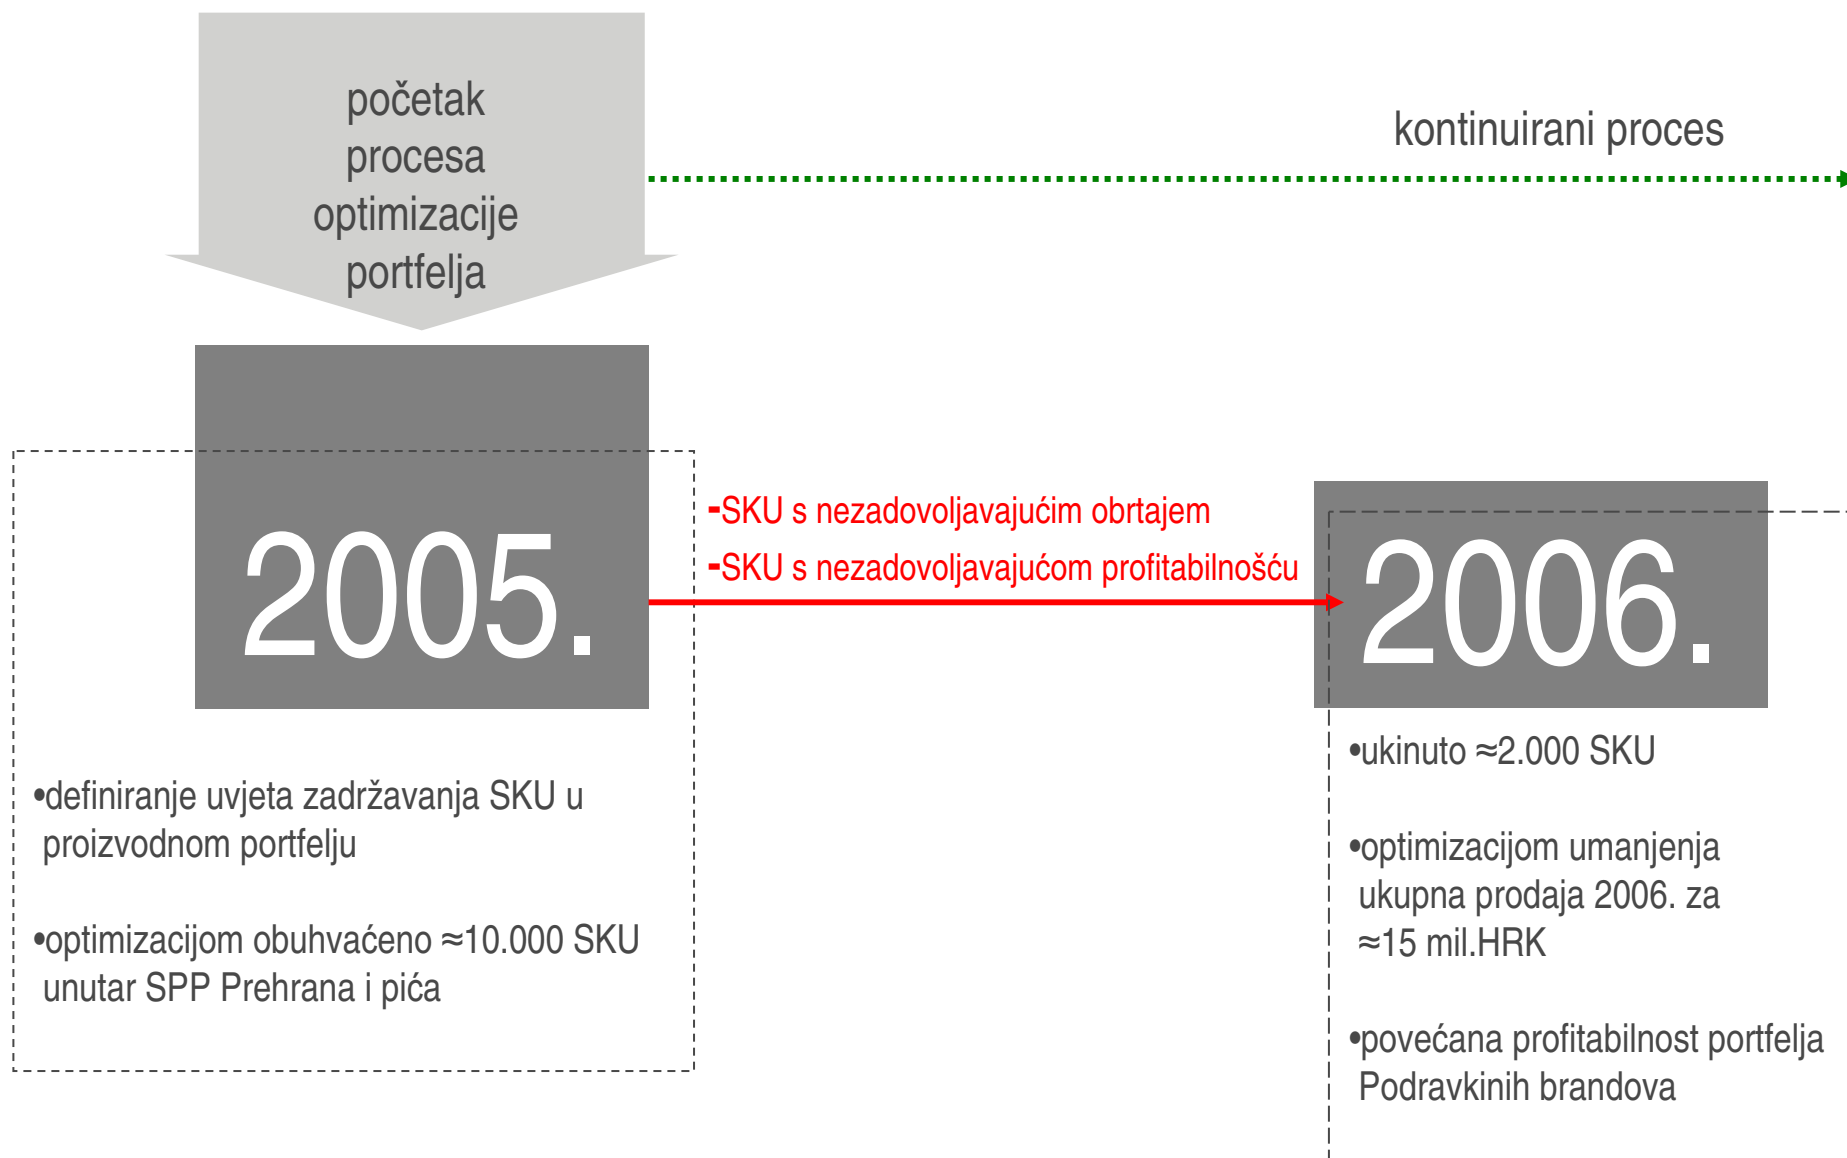 početak
procesa
optimizacije
portfelja
kontinuirani proces
2005.
-SKU s nezadovoljavajućim obrtajem
-SKU s nezadovoljavajućom profitabilnošću
2006.
•definiranje uvjeta zadržavanja SKU u
proizvodnom portfelju
•optimizacijom obuhvaćeno ≈10.000 SKU
unutar SPP Prehrana i pića
•ukinuto ≈2.000 SKU
•optimizacijom umanjenja
ukupna prodaja 2006. za
≈15 mil.HRK
•povećana profitabilnost portfelja
Podravkinih brandova